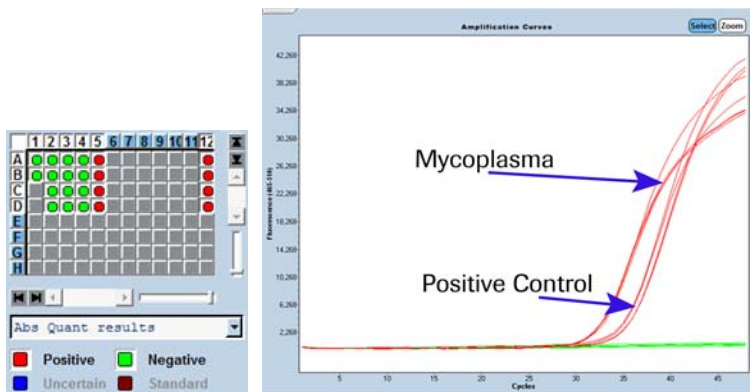 1 2 3 4 5 6 7 8 9 10 11 12
A
B
C
D
E
F
G
H
Abs Quant results
Positive
Negative
Uncertain
Standard
Amplification Curves
Select
Zoom
42,260
38,260
34,260
30,260
26,260
22,260
18,260
14,260
10,260
6,260
2,260
Mycoplasma
Positive Control
5 10 15 20 25 30 35 40 45
Cycles